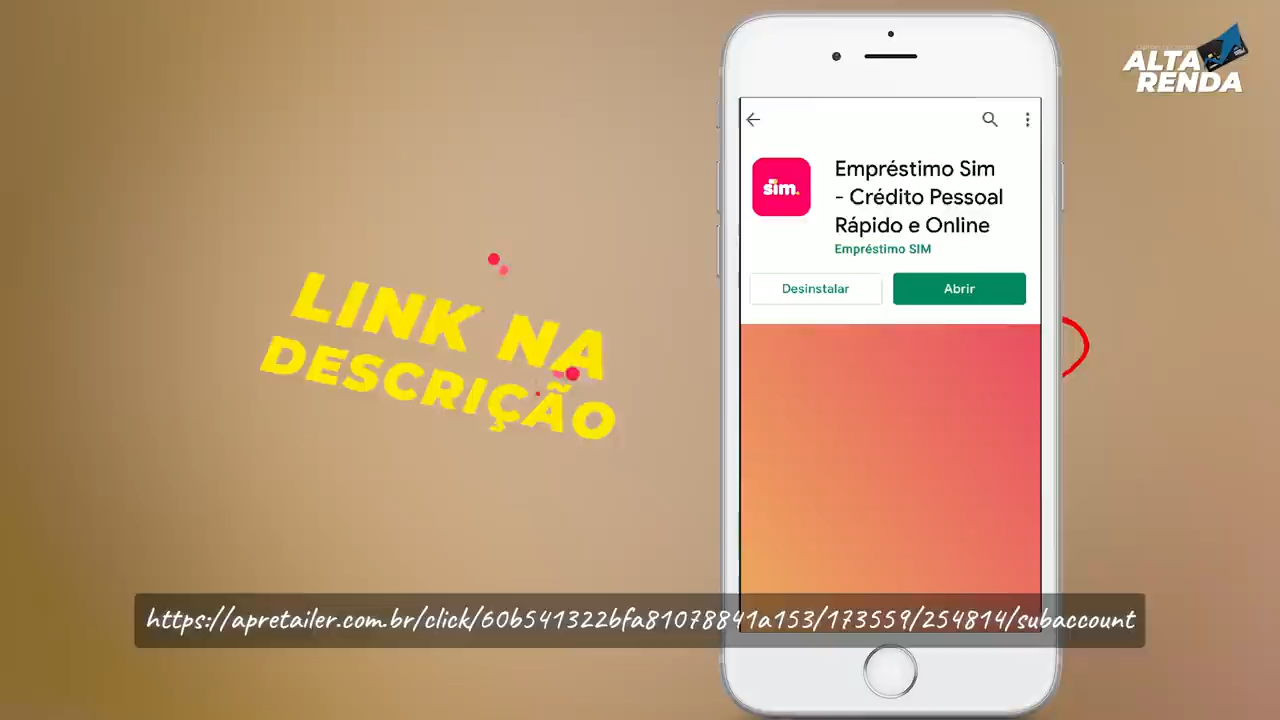 LINK NA
DESCRIÇÃO
ALTA
RENDA
sim.
Empréstimo Sim
- Crédito Pessoal
Rápido e Online
Empréstimo SIM
Desinstalar
Abrir
https://apretailer.com.br/click/60b541322bfa81078841a153/173559/254814/subaccount